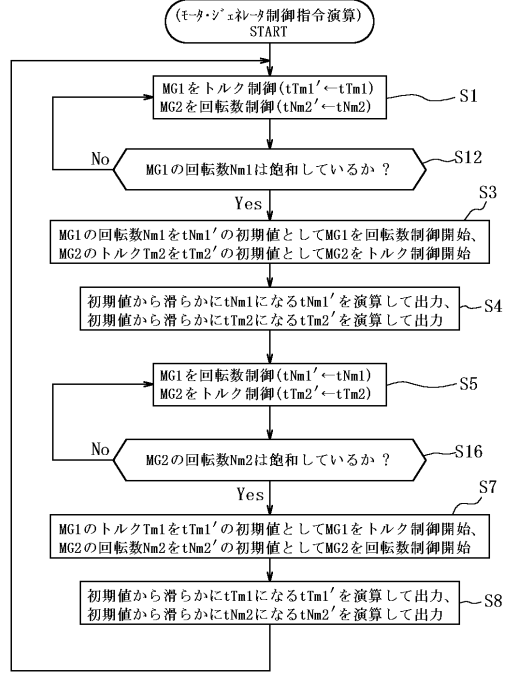 (ﾓｰﾀ･ｼﾞｪﾈﾚｰﾀ制御指令演算)
START
MG1をトルク制御(tTm1′←tTm1)
MG2を回転数制御(tNm2′←tNm2)
S1
No
MG1の回転数Nm1は飽和しているか ?
S12
Yes
S3
MG1の回転数Nm1をtNm1′の初期値としてMG1を回転数制御開始、
MG2のトルクTm2をtTm2′の初期値としてMG2をトルク制御開始
初期値から滑らかにtNm1になるtNm1′を演算して出力、
初期値から滑らかにtTm2になるtTm2′を演算して出力
S4
MG1を回転数制御(tNm1′←tNm1)
MG2をトルク制御(tTm2′←tTm2)
S5
No
MG2の回転数Nm2は飽和しているか ?
S16
Yes
S7
MG1のトルクTm1をtTm1′の初期値としてMG1をトルク制御開始、
MG2の回転数Nm2をtNm2′の初期値としてMG2を回転数制御開始
初期値から滑らかにtTm1になるtTm1′を演算して出力、
初期値から滑らかにtNm2になるtNm2′を演算して出力
S8